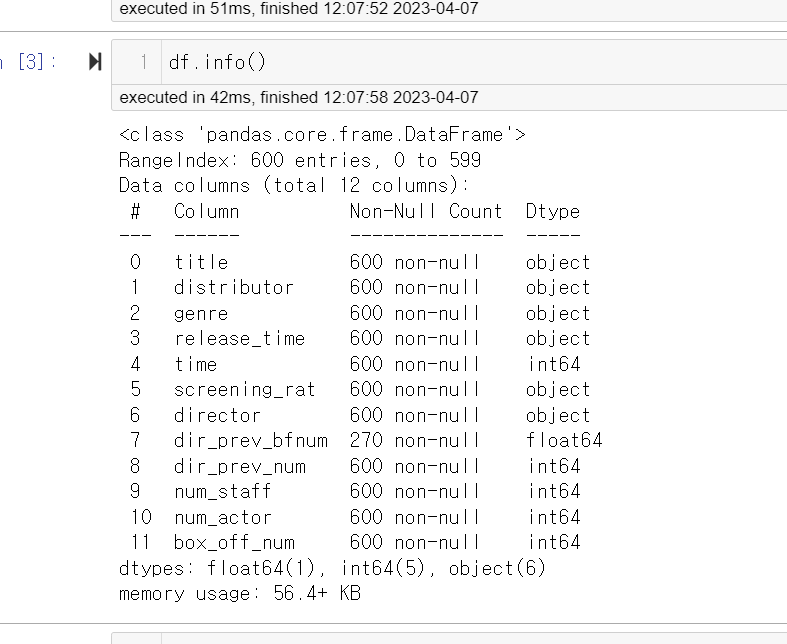 executed in 51ms, finished 12:07:52 2023-04-07
[3]: 1 df.info()
executed in 42ms, finished 12:07:58 2023-04-07
<class 'pandas.core.frame.DataFrame'>
RangeIndex: 600 entries, 0 to 599
Data columns (total 12 columns):
 #   Column        Non-Null Count  Dtype
---  ------        --------------  -----
 0   title         600 non-null    object
 1   distributor   600 non-null    object
 2   genre         600 non-null    object
 3   release_time  600 non-null    object
 4   time          600 non-null    int64
 5   screening_rat 600 non-null    object
 6   director      600 non-null    object
 7   dir_prev_bfnum 270 non-null   float64
 8   dir_prev_num  600 non-null    int64
 9   num_staff     600 non-null    int64
 10  num_actor     600 non-null    int64
 11  box_off_num   600 non-null    int64
dtypes: float64(1), int64(5), object(6)
memory usage: 56.4+ KB